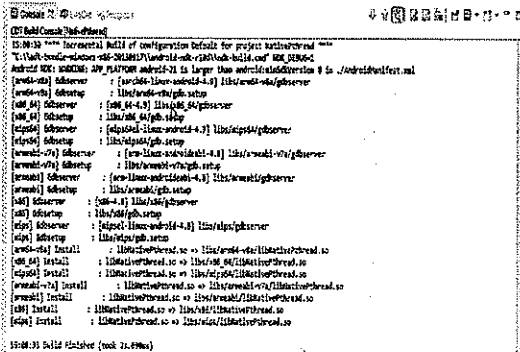 Console
CDT Build Console [NativePthread]
15:00:30 **** Incremental Build of configuration Default for project NativePthread ****
ndk-build.cmd" NDK_DEBUG=1
Android NDK: WARNING: APP_PLATFORM android-21 is larger than android:minSdkVersion 8 in ./AndroidManifest.xml
[arm64-v8a] Gdbserver : [aarch64-linux-android-4.9] libs/arm64-v8a/gdbserver
[arm64-v8a] Gdbsetup : libs/arm64-v8a/gdb.setup
[x86_64] Gdbserver : [x86_64-4.9] libs/x86_64/gdbserver
[x86_64] Gdbsetup : libs/x86_64/gdb.setup
[mips64] Gdbserver : [mips64el-linux-android-4.9] libs/mips64/gdbserver
[mips64] Gdbsetup : libs/mips64/gdb.setup
[armeabi-v7a] Gdbserver : [arm-linux-androideabi-4.8] libs/armeabi-v7a/gdbserver
[armeabi-v7a] Gdbsetup : libs/armeabi-v7a/gdb.setup
[armeabi] Gdbserver : [arm-linux-androideabi-4.8] libs/armeabi/gdbserver
[armeabi] Gdbsetup : libs/armeabi/gdb.setup
[x86] Gdbserver : [x86-4.8] libs/x86/gdbserver
[x86] Gdbsetup : libs/x86/gdb.setup
[mips] Gdbserver : [mipsel-linux-android-4.8] libs/mips/gdbserver
[mips] Gdbsetup : libs/mips/gdb.setup
[arm64-v8a] Install : libNativePthread.so => libs/arm64-v8a/libNativePthread.so
[x86_64] Install : libNativePthread.so => libs/x86_64/libNativePthread.so
[mips64] Install : libNativePthread.so => libs/mips64/libNativePthread.so
[armeabi-v7a] Install : libNativePthread.so => libs/armeabi-v7a/libNativePthread.so
[armeabi] Install : libNativePthread.so => libs/armeabi/libNativePthread.so
[x86] Install : libNativePthread.so => libs/x86/libNativePthread.so
[mips] Install : libNativePthread.so => libs/mips/libNativePthread.so
Build Finished (took